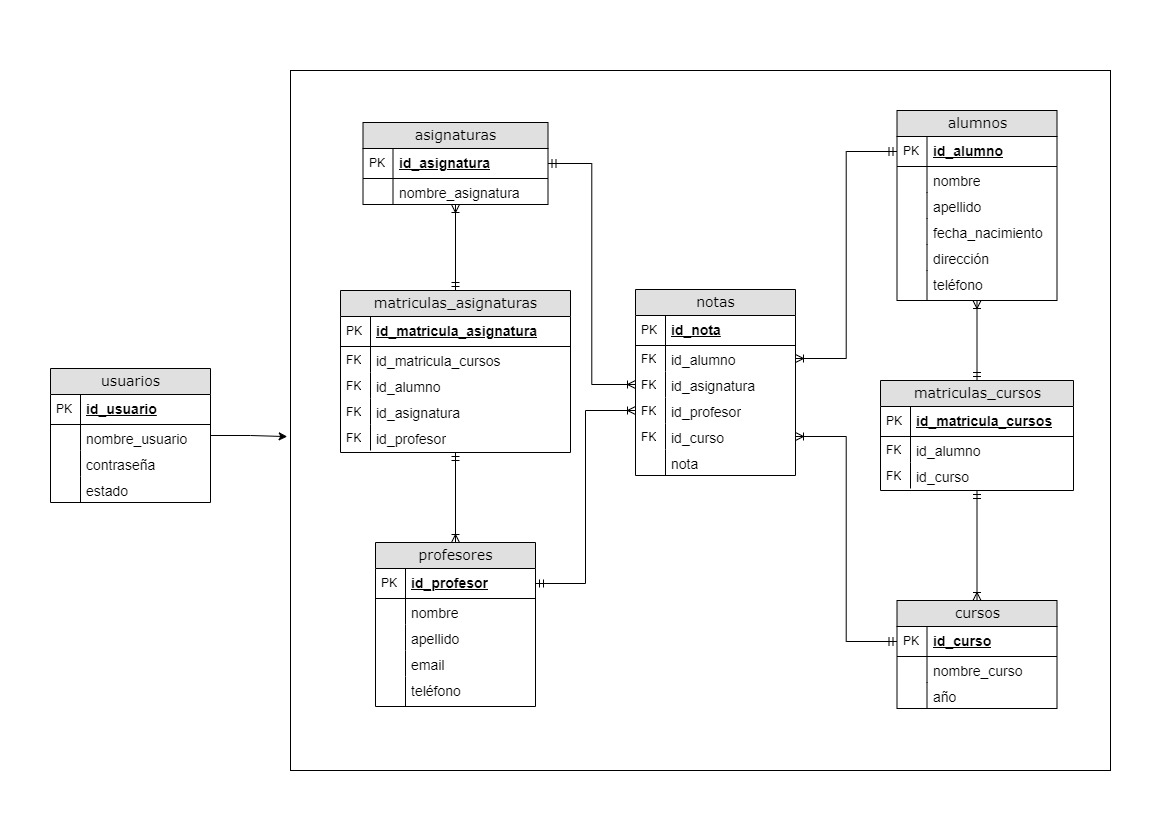 asignaturas
PK id_asignatura
nombre_asignatura
alumnos
PK id_alumno
nombre
apellido
fecha_nacimiento
dirección
teléfono
matriculas_asignaturas
PK id_matricula_asignatura
FK id_matricula_cursos
FK id_alumno
FK id_asignatura
FK id_profesor
notas
PK id_nota
FK id_alumno
FK id_asignatura
FK id_profesor
FK id_curso
nota
usuarios
PK id_usuario
nombre_usuario
contraseña
estado
matriculas_cursos
PK id_matricula_cursos
FK id_alumno
FK id_curso
profesores
PK id_profesor
nombre
apellido
email
teléfono
cursos
PK id_curso
nombre_curso
año